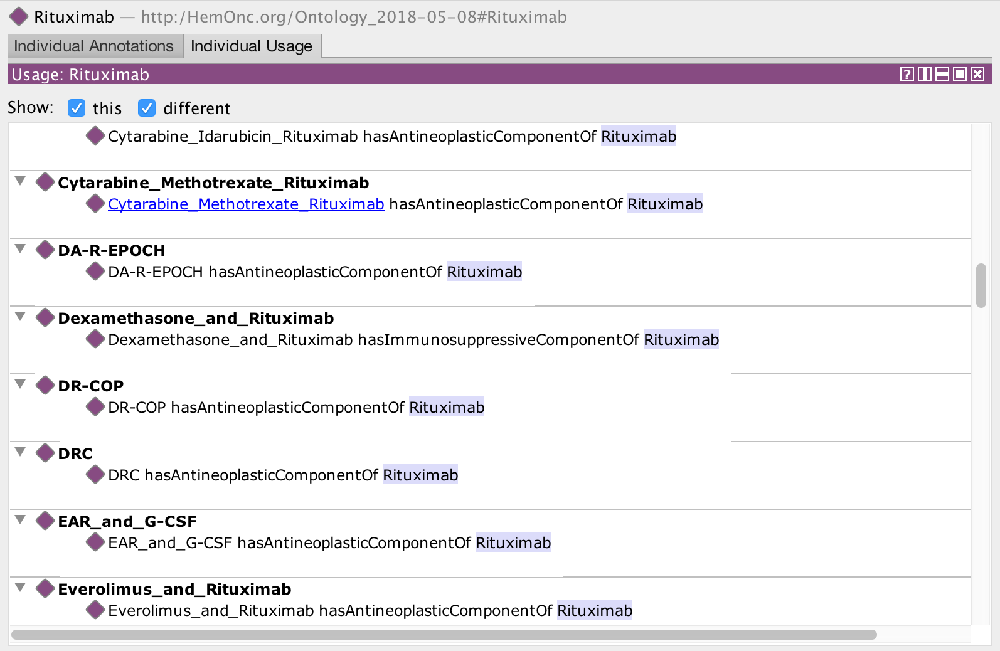 Rituximab — http:/HemOnc.org/Ontology_2018-05-08#Rituximab
Individual Annotations Individual Usage
Usage: Rituximab
Show: this different
Cytarabine_Idarubicin_Rituximab hasAntineoplasticComponentOf Rituximab
Cytarabine_Methotrexate_Rituximab
Cytarabine_Methotrexate_Rituximab hasAntineoplasticComponentOf Rituximab
DA-R-EPOCH
DA-R-EPOCH hasAntineoplasticComponentOf Rituximab
Dexamethasone_and_Rituximab
Dexamethasone_and_Rituximab hasImmunosuppressiveComponentOf Rituximab
DR-COP
DR-COP hasAntineoplasticComponentOf Rituximab
DRC
DRC hasAntineoplasticComponentOf Rituximab
EAR_and_G-CSF
EAR_and_G-CSF hasAntineoplasticComponentOf Rituximab
Everolimus_and_Rituximab
Everolimus_and_Rituximab hasAntineoplasticComponentOf Rituximab